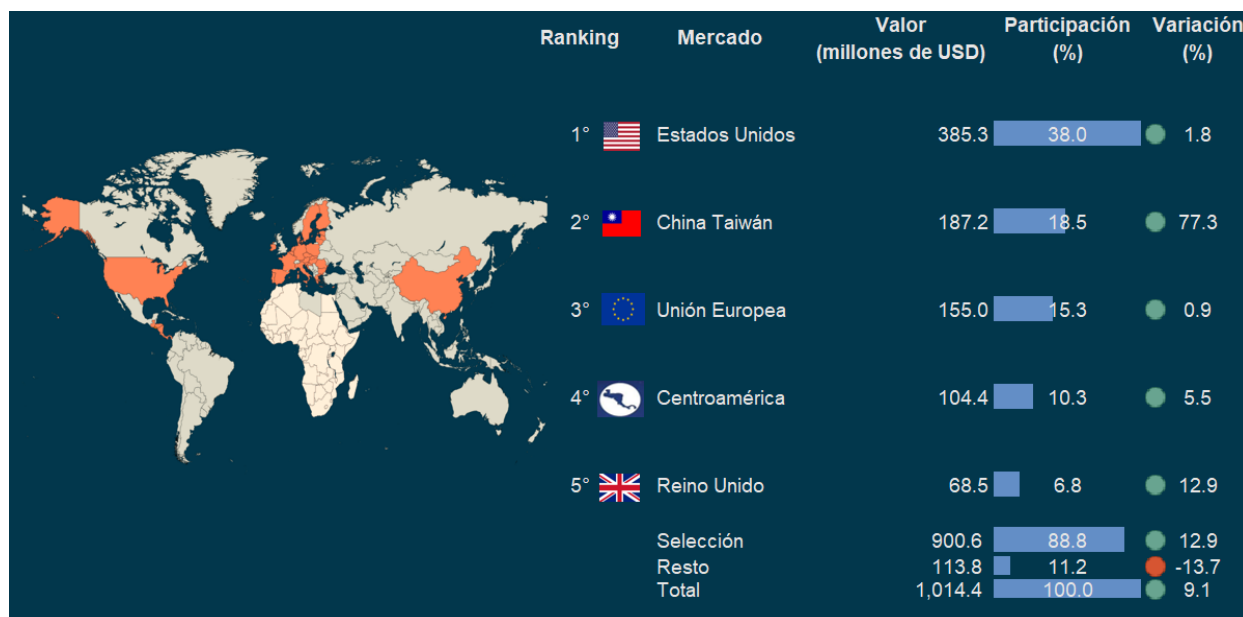 Ranking Mercado Valor (millones de USD) Participación (%) Variación (%)
1° Estados Unidos 385.3 38.0 1.8
2° China Taiwán 187.2 18.5 77.3
3° Unión Europea 155.0 15.3 0.9
4° Centroamérica 104.4 10.3 5.5
5° Reino Unido 68.5 6.8 12.9
Selección 900.6 88.8 12.9
Resto 113.8 11.2 -13.7
Total 1,014.4 100.0 9.1